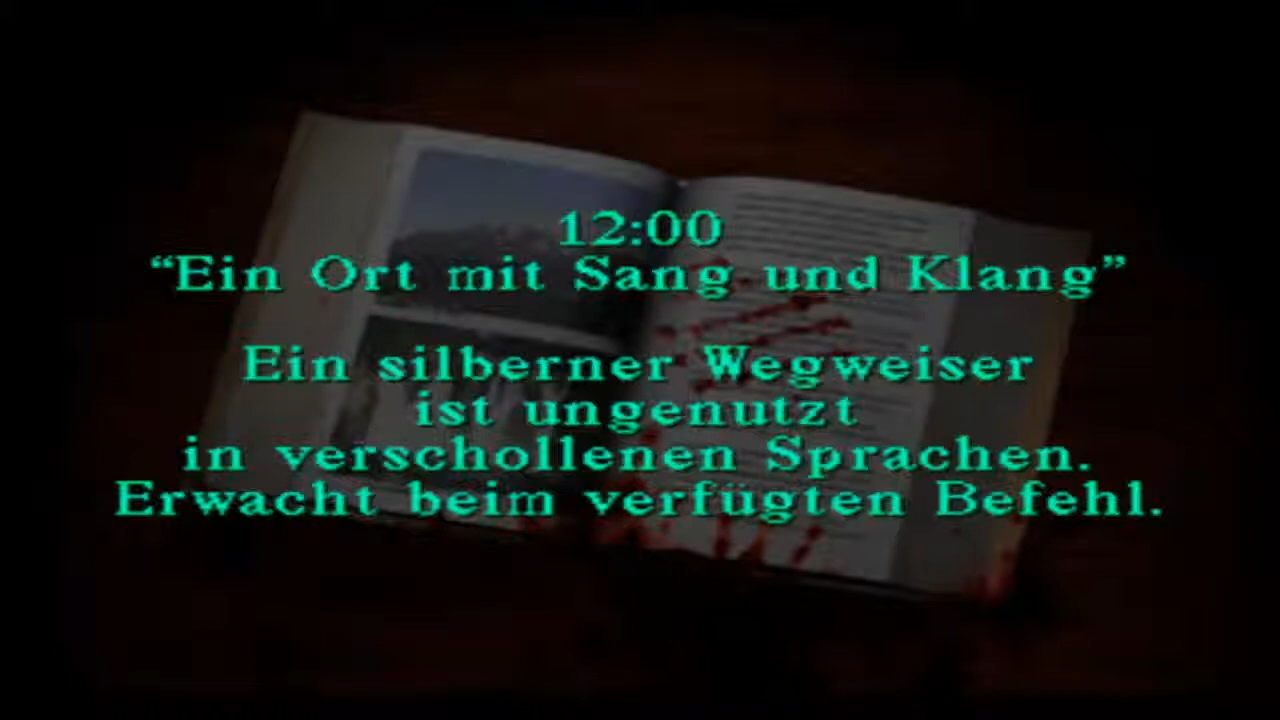 12:00
“Ein Ort mit Sang und Klang”
Ein silberner Wegweiser
ist ungenutzt
in verschollenen Sprachen.
Erwacht beim verfügten Befehl.